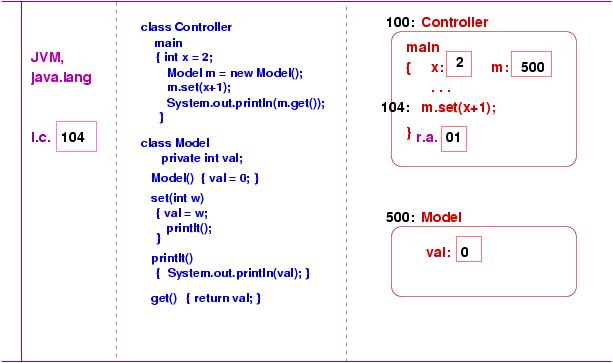 JVM,
java.lang
I.c. 104
class Controller
main
{ int x = 2;
Model m = new Model();
m.set(x+1);
System.out.println(m.get());
}
class Model
private int val;
Model() { val = 0; }
set(int w)
{ val = w;
printIt();
}
printIt()
{ System.out.println(val); }
get() { return val; }
100: Controller
main
{ x: 2 m: 500
. . .
104: m.set(x+1);
} r.a. 01
500: Model
val: 0